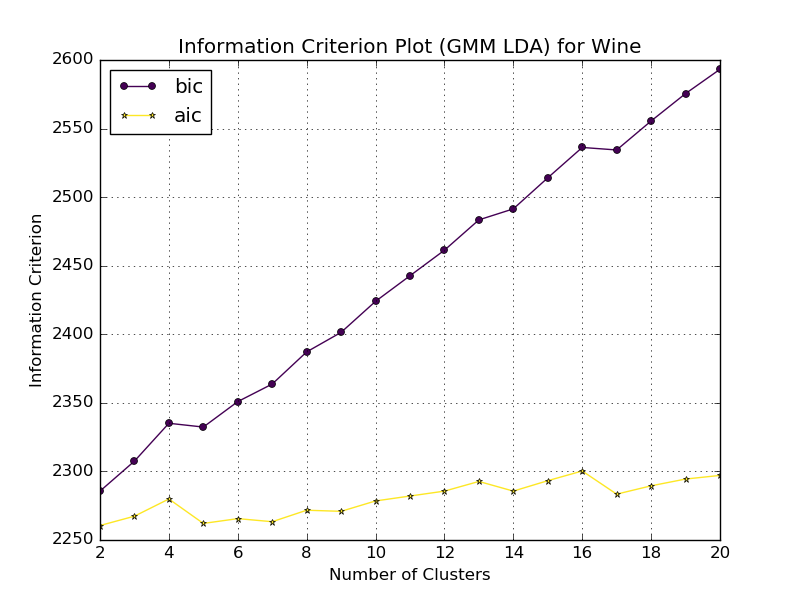 Information Criterion Plot (GMM LDA) for Wine
bic
aic
2600
2550
2500
2450
2400
2350
2300
2250
Information Criterion
2 4 6 8 10 12 14 16 18 20
Number of Clusters